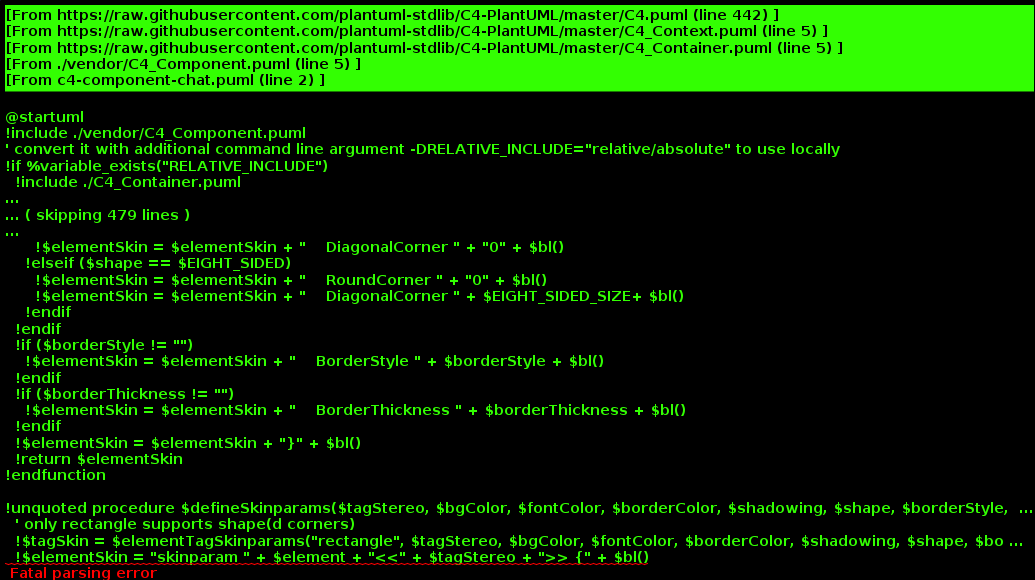 [From https://raw.githubusercontent.com/plantuml-stdlib/C4-PlantUML/master/C4.puml (line 442) ]
[From https://raw.githubusercontent.com/plantuml-stdlib/C4-PlantUML/master/C4_Context.puml (line 5) ]
[From https://raw.githubusercontent.com/plantuml-stdlib/C4-PlantUML/master/C4_Container.puml (line 5) ]
[From ./vendor/C4_Component.puml (line 5) ]
[From c4-component-chat.puml (line 2) ]

@startuml
!include ./vendor/C4_Component.puml
' convert it with additional command line argument -DRELATIVE_INCLUDE="relative/absolute" to use locally
!if %variable_exists("RELATIVE_INCLUDE")
  !include ./C4_Container.puml
...
... ( skipping 479 lines )
...
      !$elementSkin = $elementSkin + "    DiagonalCorner " + "0" + $bl()
    !elseif ($shape == $EIGHT_SIDED)
      !$elementSkin = $elementSkin + "    RoundCorner " + "0" + $bl()
      !$elementSkin = $elementSkin + "    DiagonalCorner " + $EIGHT_SIDED_SIZE+ $bl()
    !endif
  !endif
  !if ($borderStyle != "")
    !$elementSkin = $elementSkin + "    BorderStyle " + $borderStyle + $bl()
  !endif
  !if ($borderThickness != "")
    !$elementSkin = $elementSkin + "    BorderThickness " + $borderThickness + $bl()
  !endif
  !$elementSkin = $elementSkin + "}" + $bl()
  !return $elementSkin
!endfunction

!unquoted procedure $defineSkinparams($tagStereo, $bgColor, $fontColor, $borderColor, $shadowing, $shape, $borderStyle,  ...
  ' only rectangle supports shape(d corners)
  !$tagSkin = $elementTagSkinparams("rectangle", $tagStereo, $bgColor, $fontColor, $borderColor, $shadowing, $shape, $bo ...
  !$elementSkin = "skinparam " + $element + "<<" + $tagStereo + ">> {" + $bl()
 Fatal parsing error